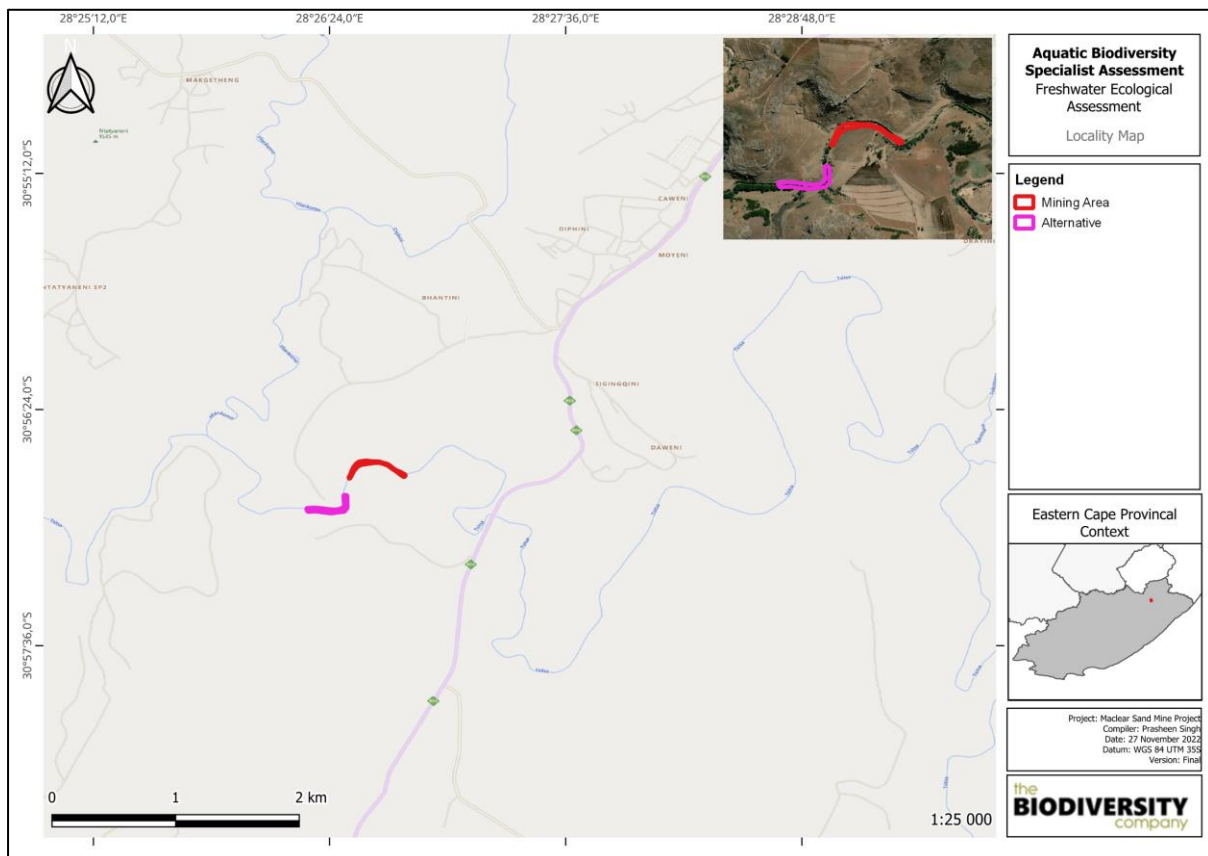 28°25'12,0"E
28°26'24,0"E
28°27'36,0"E
28°28'48,0"E
30°55'12,0"S
30°56'24,0"S
30°57'36,0"S
N
MAKGETHENG
Ntatyaneni
1645 m
CAWENI
DIPHINI
MOYENI
BHANTINI
NTATYANENI SP2
SIGINGQINI
DAWENI
0 1 2 km
1:25 000
Aquatic Biodiversity
Specialist Assessment
Freshwater Ecological
Assessment
Locality Map
Legend
Mining Area
Alternative
Eastern Cape Provincal
Context
Project: Maclear Sand Mine Project
Compiler: Prasheen Singh
Date: 27 November 2022
Datum: WGS 84 UTM 35S
Version: Final
the
BIODIVERSITY
company